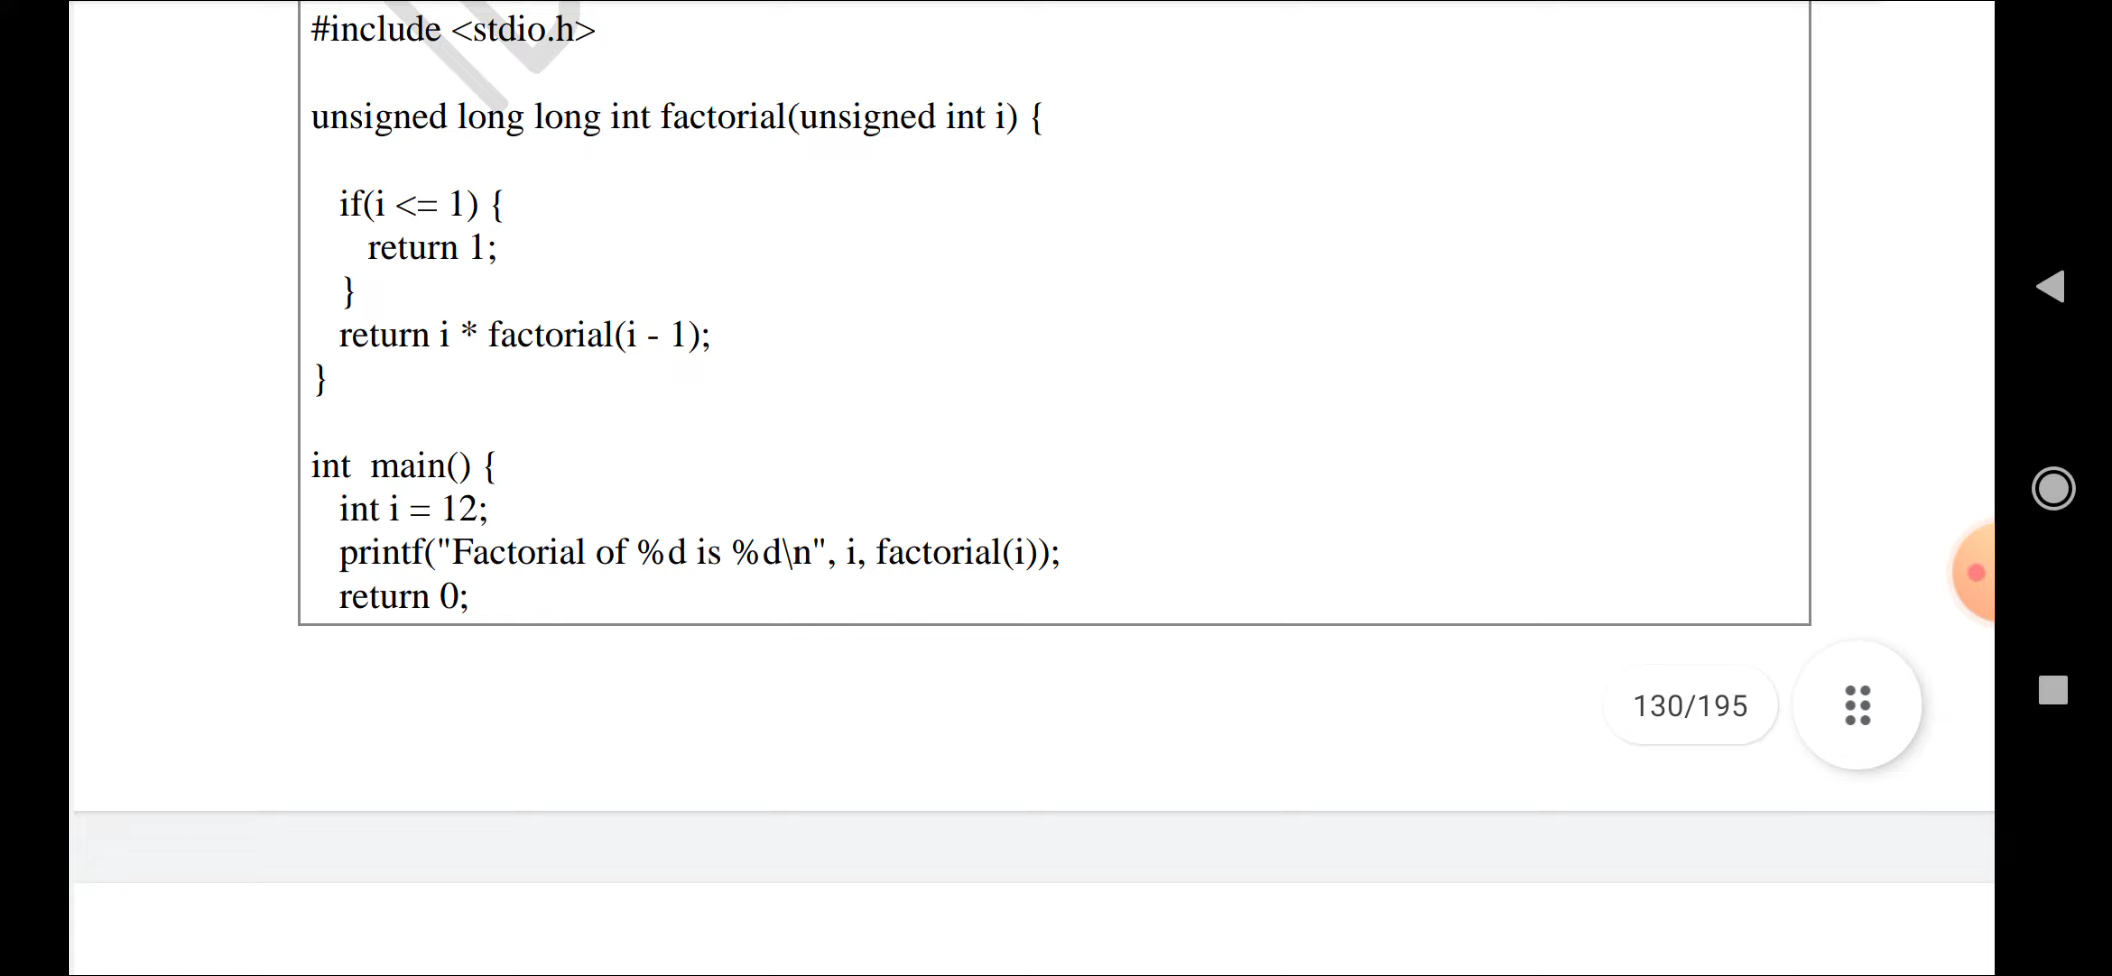 #include <stdio.h>
unsigned long long int factorial(unsigned int i) {
if(i <= 1) {
return 1;
}
return i * factorial(i - 1);
}
int  main() {
int i = 12;
printf("Factorial of %d is %d\n", i, factorial(i));
return 0;
130/195